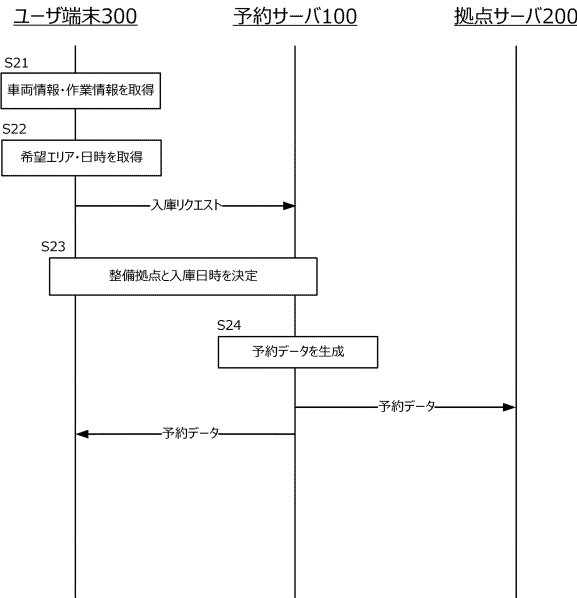 ユーザ端末300
予約サーバ100
拠点サーバ200
S21
車両情報・作業情報を取得
S22
希望エリア・日時を取得
入庫リクエスト
S23
整備拠点と入庫日時を決定
S24
予約データを生成
予約データ
予約データ